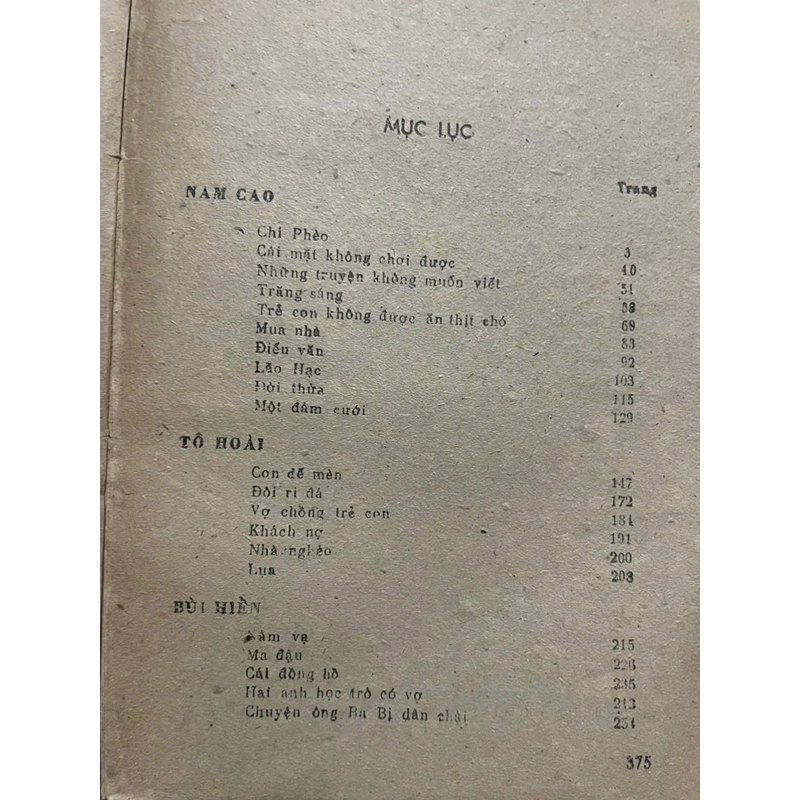 MỤC LỤC
NAM CAO Trang
Chí Phèo 3
Cái mặt không chơi được 40
Những truyện không muốn viết 51
Trăng sáng 58
Trẻ con không được ăn thịt chó 69
Mua nhà 83
Điếu văn 92
Lão Hạc 103
Đời thừa 115
Một đám cưới 129
TÔ HOÀI
Con dế mèn 147
Đôi ri đá 172
Vợ chồng trẻ con 184
Khách nợ 191
Nhà nghèo 200
Lụa 208
BÙI HIỂN
Nằm vạ 215
Ma đậu 226
Cái đồng hồ 235
Hai anh học trò có vợ 243
Chuyện ông Ba Bị dân chài 254
375